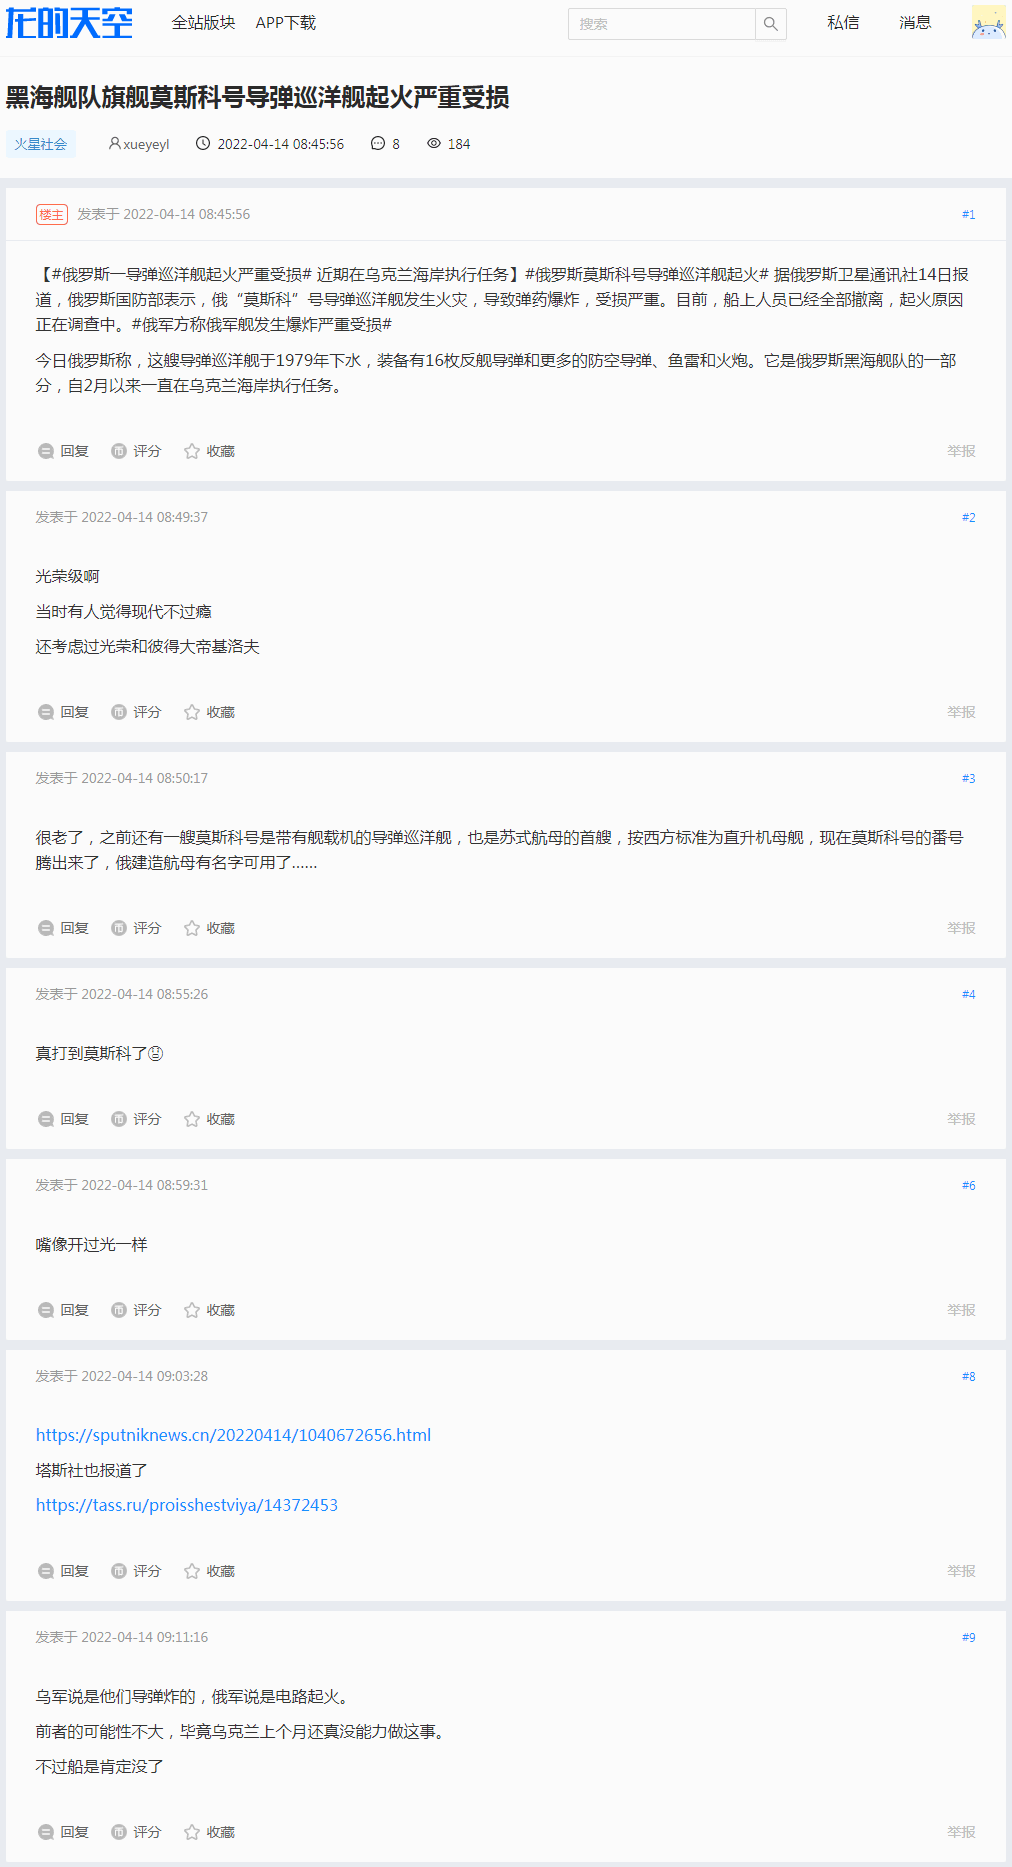 龙的天空 全站版块 APP下载 搜索 私信 消息
黑海舰队旗舰莫斯科号导弹巡洋舰起火严重受损
火星社会 xueyeyl 2022-04-14 08:45:56 8 184
楼主 发表于 2022-04-14 08:45:56 #1
【#俄罗斯一导弹巡洋舰起火严重受损# 近期在乌克兰海岸执行任务】#俄罗斯莫斯科号导弹巡洋舰起火# 据俄罗斯卫星通讯社14日报
道，俄罗斯国防部表示，俄“莫斯科”号导弹巡洋舰发生火灾，导致弹药爆炸，受损严重。目前，船上人员已经全部撤离，起火原因
正在调查中。#俄军方称俄军舰发生爆炸严重受损#
今日俄罗斯称，这艘导弹巡洋舰于1979年下水，装备有16枚反舰导弹和更多的防空导弹、鱼雷和火炮。它是俄罗斯黑海舰队的一部
分，自2月以来一直在乌克兰海岸执行任务。
回复 评分 收藏 举报
发表于 2022-04-14 08:49:37 #2
光荣级啊
当时有人觉得现代不过瘾
还考虑过光荣和彼得大帝基洛夫
回复 评分 收藏 举报
发表于 2022-04-14 08:50:17 #3
很老了，之前还有一艘莫斯科号是带有舰载机的导弹巡洋舰，也是苏式航母的首艘，按西方标准为直升机母舰，现在莫斯科号的番号
腾出来了，俄建造航母有名字可用了……
回复 评分 收藏 举报
发表于 2022-04-14 08:55:26 #4
真打到莫斯科了
回复 评分 收藏 举报
发表于 2022-04-14 08:59:31 #6
嘴像开过光一样
回复 评分 收藏 举报
发表于 2022-04-14 09:03:28 #8
https://sputniknews.cn/20220414/1040672656.html
塔斯社也报道了
https://tass.ru/proisshestviya/14372453
回复 评分 收藏 举报
发表于 2022-04-14 09:11:16 #9
乌军说是他们导弹炸的，俄军说是电路起火。
前者的可能性不大，毕竟乌克兰上个月还真没能力做这事。
不过船是肯定没了
回复 评分 收藏 举报